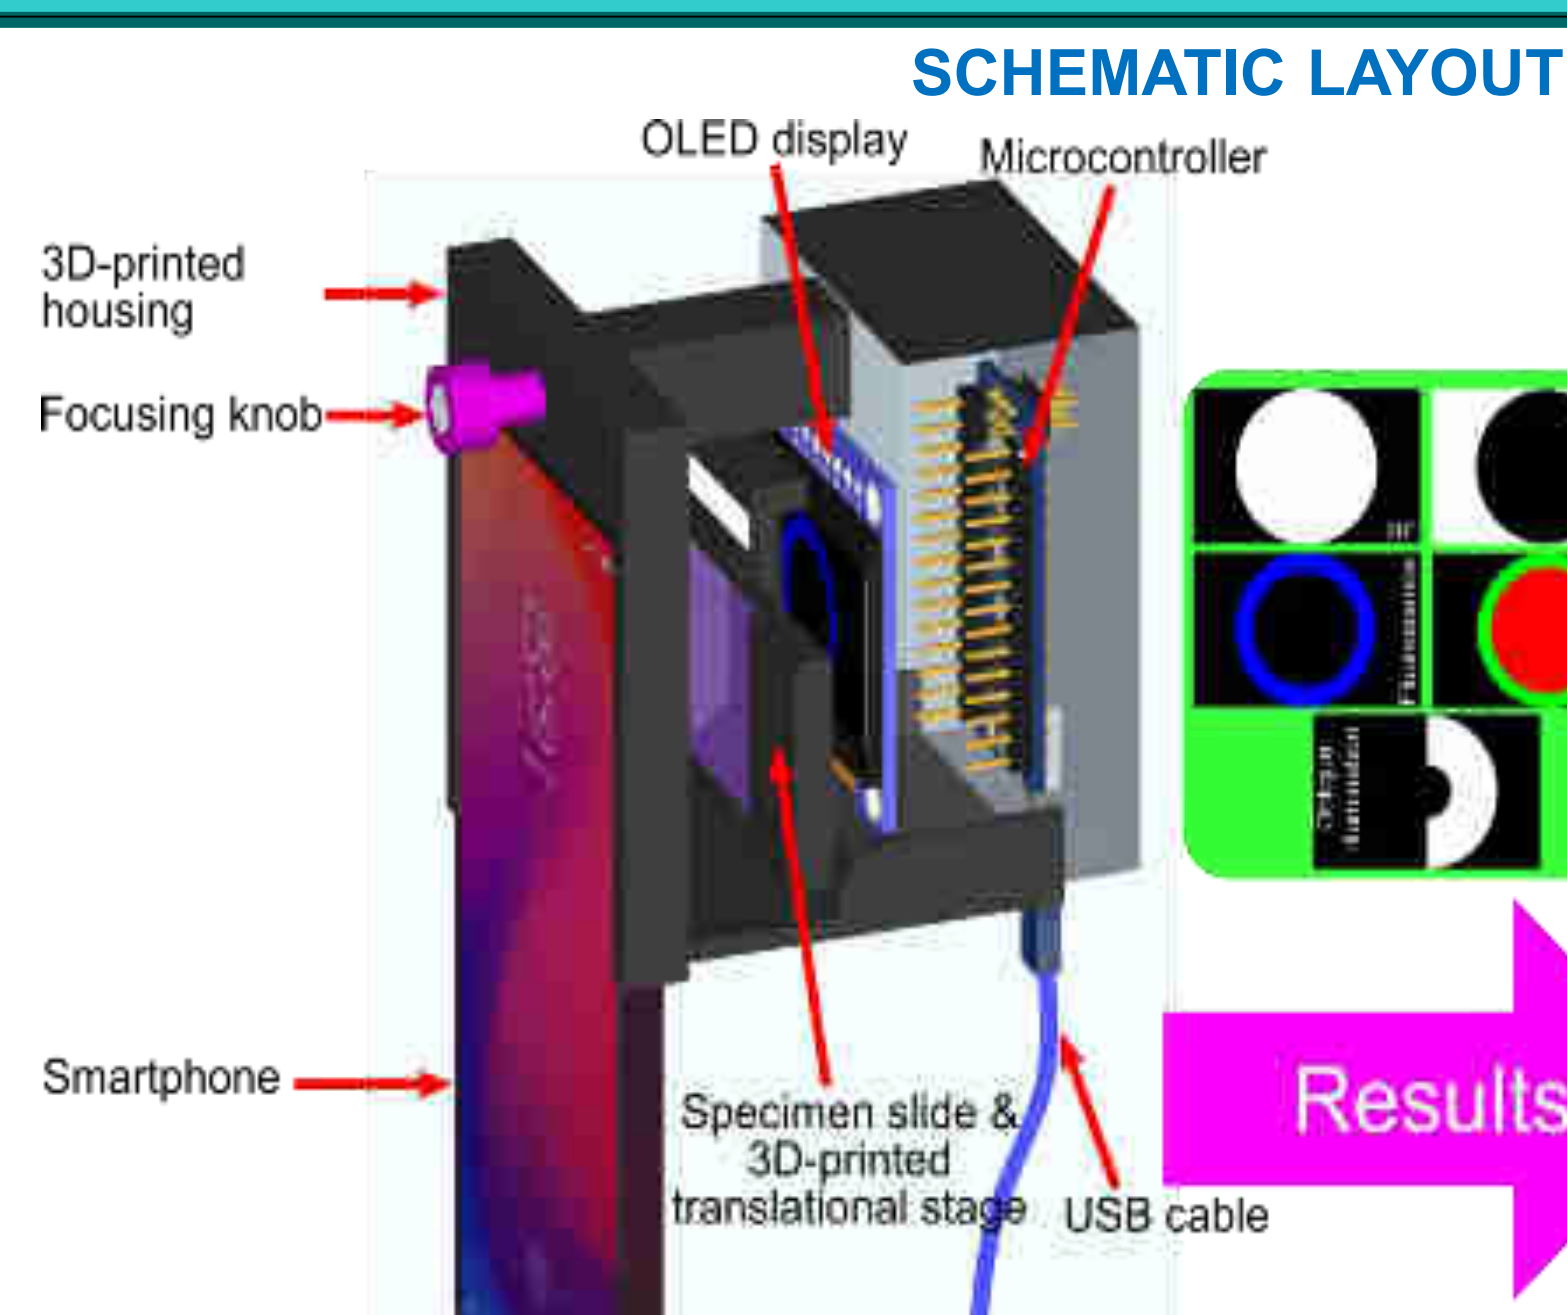 SCHEMATIC LAYOUT
OLED display
Microcontroller
3D-printed
housing
Focusing knob
Smartphone
Specimen slide &
3D-printed
translational stage
USB cable
Results